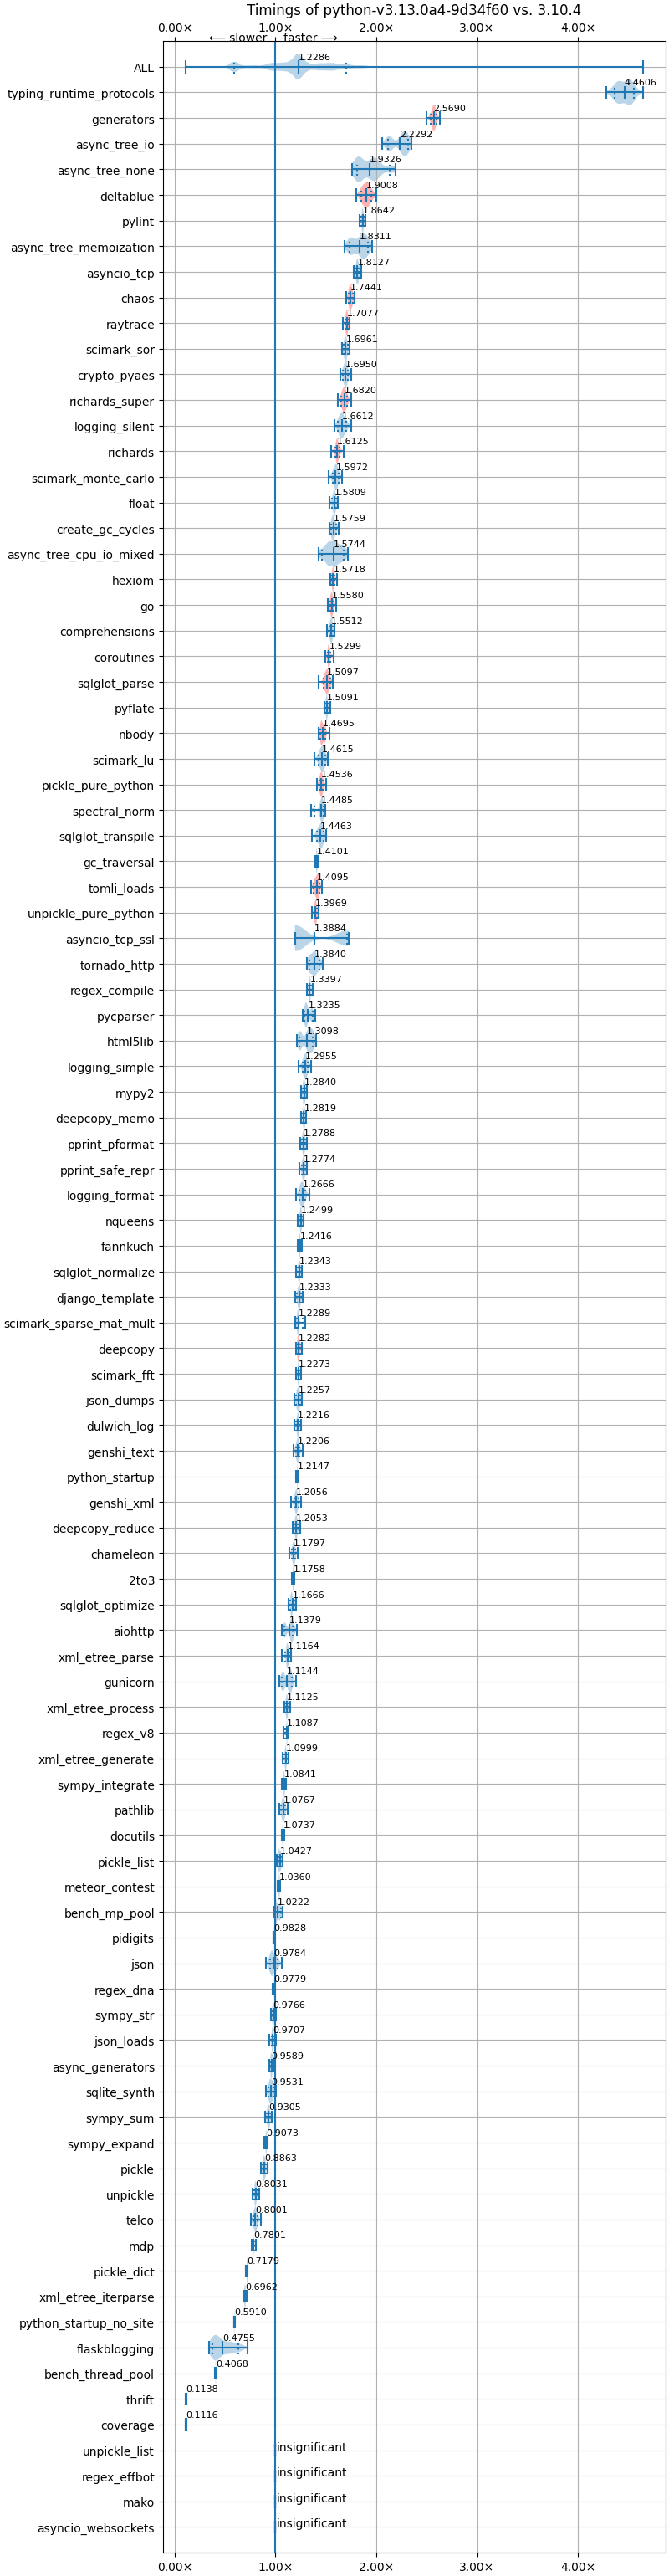 Timings of python-v3.13.0a4-9d34f60 vs. 3.10.4
0.00× 1.00× 2.00× 3.00× 4.00×
⟵ slower faster ⟶
ALL 1.2286
typing_runtime_protocols 4.4606
generators 2.5690
async_tree_io 2.2292
async_tree_none 1.9326
deltablue 1.9008
pylint 1.8642
async_tree_memoization 1.8311
asyncio_tcp 1.8127
chaos 1.7441
raytrace 1.7077
scimark_sor 1.6961
crypto_pyaes 1.6950
richards_super 1.6820
logging_silent 1.6612
richards 1.6125
scimark_monte_carlo 1.5972
float 1.5809
create_gc_cycles 1.5759
async_tree_cpu_io_mixed 1.5744
hexiom 1.5718
go 1.5580
comprehensions 1.5512
coroutines 1.5299
sqlglot_parse 1.5097
pyflate 1.5091
nbody 1.4695
scimark_lu 1.4615
pickle_pure_python 1.4536
spectral_norm 1.4485
sqlglot_transpile 1.4463
gc_traversal 1.4101
tomli_loads 1.4095
unpickle_pure_python 1.3969
asyncio_tcp_ssl 1.3884
tornado_http 1.3840
regex_compile 1.3397
pycparser 1.3235
html5lib 1.3098
logging_simple 1.2955
mypy2 1.2840
deepcopy_memo 1.2819
pprint_pformat 1.2788
pprint_safe_repr 1.2774
logging_format 1.2666
nqueens 1.2499
fannkuch 1.2416
sqlglot_normalize 1.2343
django_template 1.2333
scimark_sparse_mat_mult 1.2289
deepcopy 1.2282
scimark_fft 1.2273
json_dumps 1.2257
dulwich_log 1.2216
genshi_text 1.2206
python_startup 1.2147
genshi_xml 1.2056
deepcopy_reduce 1.2053
chameleon 1.1797
2to3 1.1758
sqlglot_optimize 1.1666
aiohttp 1.1379
xml_etree_parse 1.1164
gunicorn 1.1144
xml_etree_process 1.1125
regex_v8 1.1087
xml_etree_generate 1.0999
sympy_integrate 1.0841
pathlib 1.0767
docutils 1.0737
pickle_list 1.0427
meteor_contest 1.0360
bench_mp_pool 1.0222
pidigits 0.9828
json 0.9784
regex_dna 0.9779
sympy_str 0.9766
json_loads 0.9707
async_generators 0.9589
sqlite_synth 0.9531
sympy_sum 0.9305
sympy_expand 0.9073
pickle 0.8863
unpickle 0.8031
telco 0.8001
mdp 0.7801
pickle_dict 0.7179
xml_etree_iterparse 0.6962
python_startup_no_site 0.5910
flaskblogging 0.4755
bench_thread_pool 0.4068
thrift 0.1138
coverage 0.1116
unpickle_list insignificant
regex_effbot insignificant
mako insignificant
asyncio_websockets insignificant
0.00× 1.00× 2.00× 3.00× 4.00×